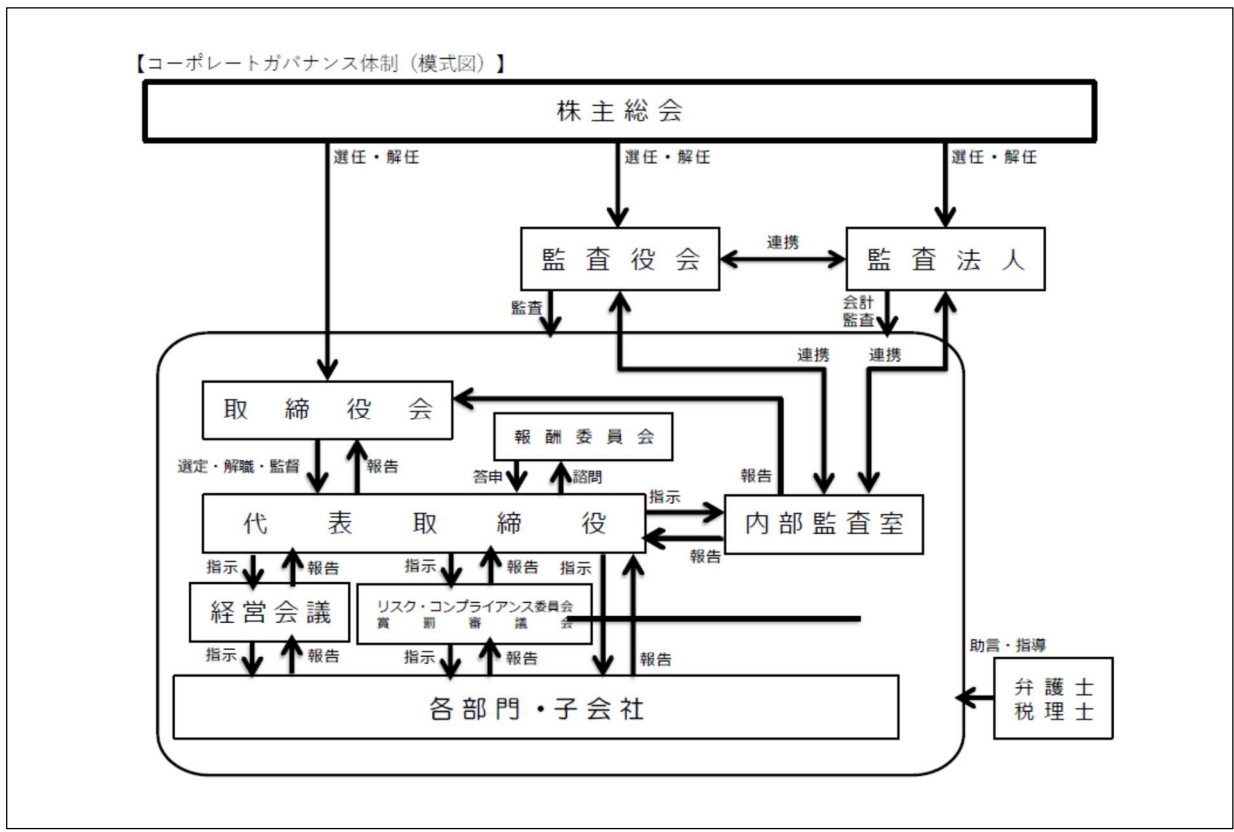 【コーポレートガバナンス体制（模式図）】
株主総会
選任・解任
選任・解任
選任・解任
監査役会
連携
監査法人
監査
会計
監査
連携
連携
取締役会
報酬委員会
選定・解職・監督
報告
答申
諮問
報告
指示
代表取締役
内部監査室
報告
指示
報告
指示
報告
指示
経営会議
リスク・コンプライアンス委員会
賞罰審議会
指示
報告
指示
報告
報告
助言・指導
各部門・子会社
弁護士
税理士